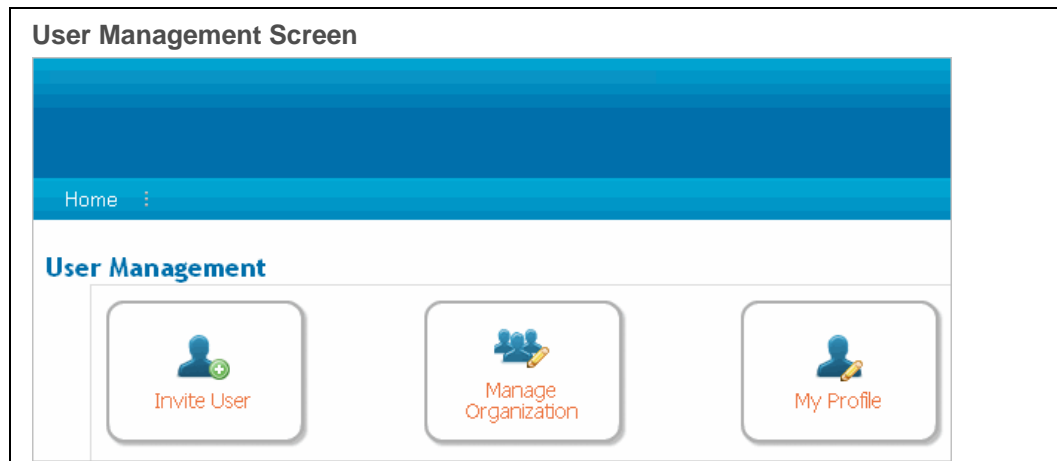 User Management Screen
Home
User Management
Invite User
Manage
Organization
My Profile